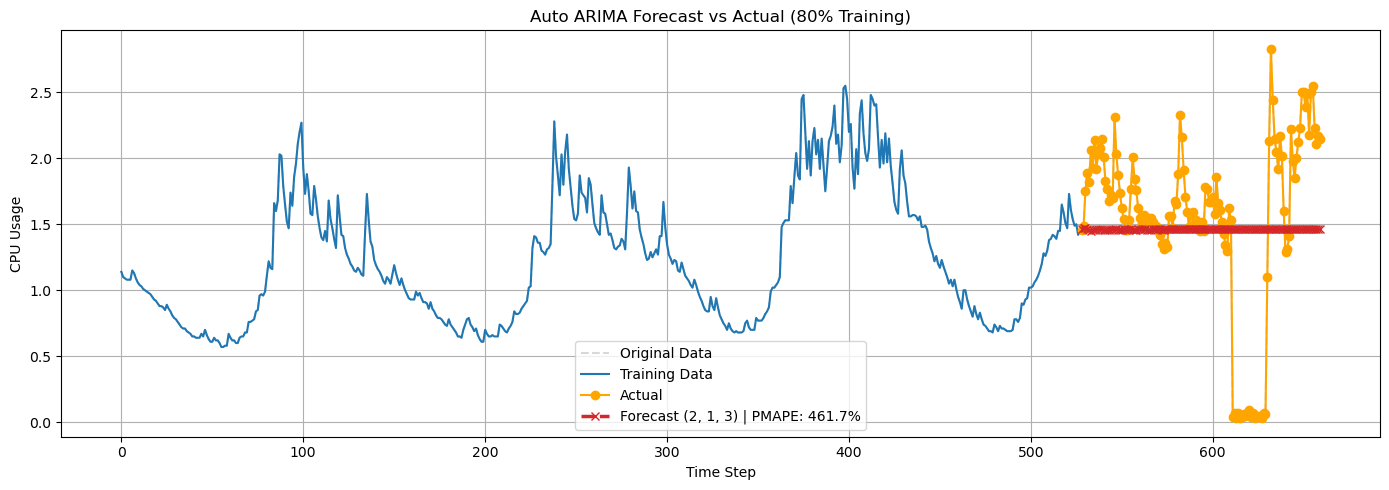 Auto ARIMA Forecast vs Actual (80% Training)
CPU Usage
2.5
2.0
1.5
1.0
0.5
0.0
Original Data
Training Data
Actual
Forecast (2, 1, 3) | PMAPE: 461.7%
0 100 200 300 400 500 600
Time Step